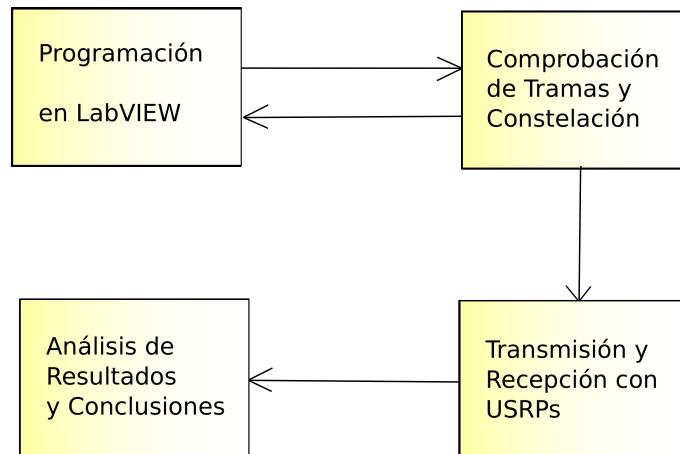 Programación
en LabVIEW
Comprobación
de Tramas y
Constelación
Análisis de
Resultados
y Conclusiones
Transmisión y
Recepción con
USRPs